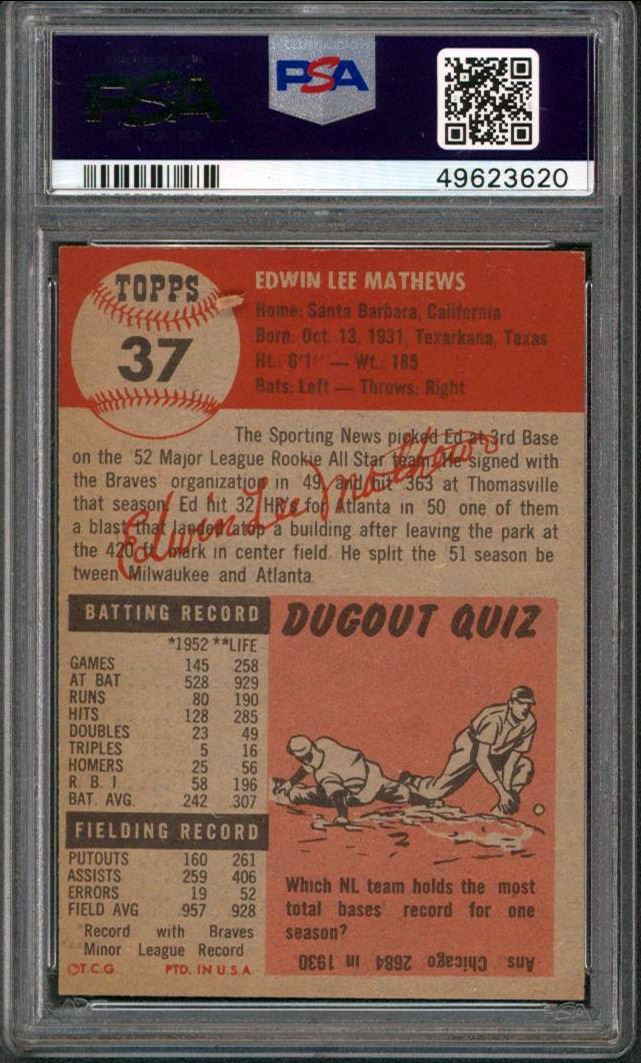 PSA
PSA
49623620
TOPPS
37
EDWIN LEE MATHEWS
Home: Santa Barbara, California
Born: Oct. 13, 1931, Texarkana, Texas
Ht.: 6'1" — Wt.: 185
Bats: Left — Throws: Right
The Sporting News picked Ed at 3rd Base
on the '52 Major League Rookie All Star team. He signed with
the Braves organization in 49, and hit 363 at Thomasville
that season. Ed hit 32 HR's for Atlanta in 50 one of them
a blast that landed atop a building after leaving the park at
the 420 ft. mark in center field. He split the '51 season be
tween Milwaukee and Atlanta
Edwin Lee Mathews
BATTING RECORD
*1952 **LIFE
GAMES 145 258
AT BAT 528 929
RUNS 80 190
HITS 128 285
DOUBLES 23 49
TRIPLES 5 16
HOMERS 25 56
R. B. I 58 196
BAT. AVG. 242 307
FIELDING RECORD
PUTOUTS 160 261
ASSISTS 259 406
ERRORS 19 52
FIELD AVG 957 928
Record with Braves
Minor League Record
©T.C.G PTD. IN U.S.A
DUGOUT QUIZ
Which NL team holds the most
total bases' record for one
season?
Ans Chicago 2684 in 1930